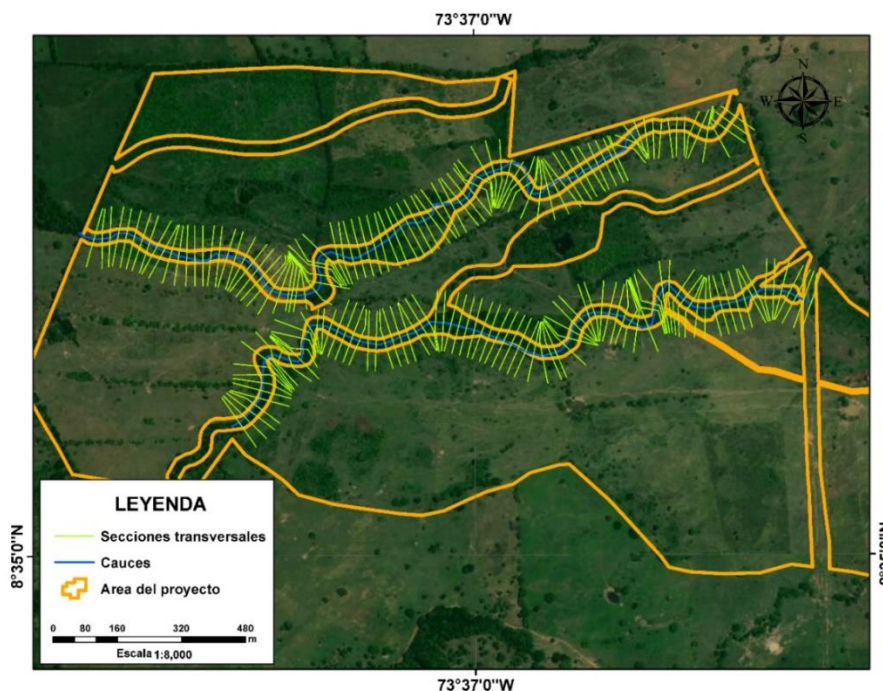 73°37'0"W
N
W E
S
8°35'0"N
LEYENDA
Secciones transversales
Cauces
Area del proyecto
0 80 160 320 480
m
Escala 1:8,000
73°37'0"W